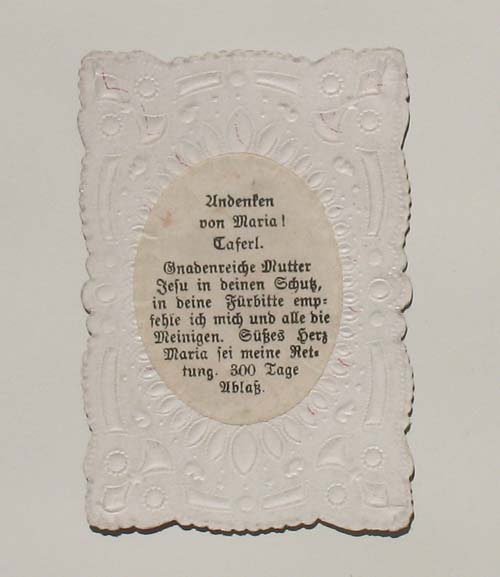 Andenken
von Maria!
Taferl.
Gnadenreiche Mutter
Jesu in deinen Schutz,
in deine Fürbitte emp-
fehle ich mich und alle die
Meinigen. Süßes Herz
Maria sei meine Ret-
tung. 300 Tage
Ablaß.